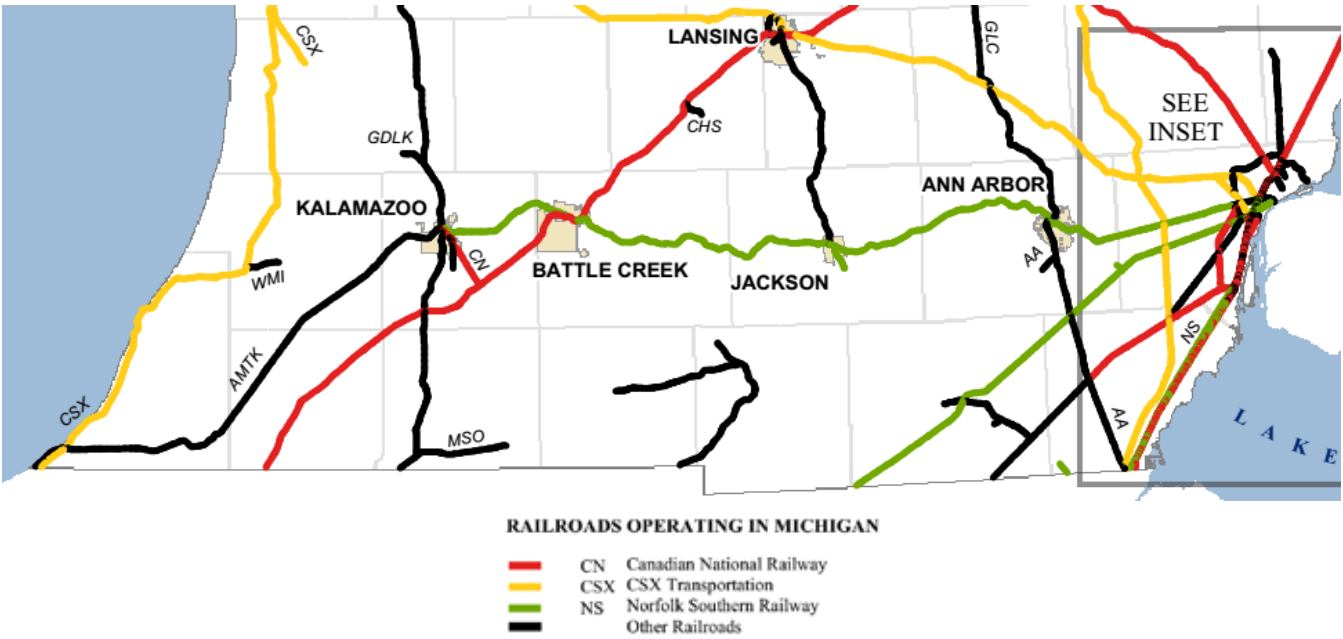 CSX
LANSING
GLC
SEE
INSET
GDLK
CHS
KALAMAZOO
ANN ARBOR
CN
WMI
BATTLE CREEK
JACKSON
AA
NS
AMTK
CSX
MSO
AA
LAKE
RAILROADS OPERATING IN MICHIGAN
CN Canadian National Railway
CSX CSX Transportation
NS Norfolk Southern Railway
Other Railroads